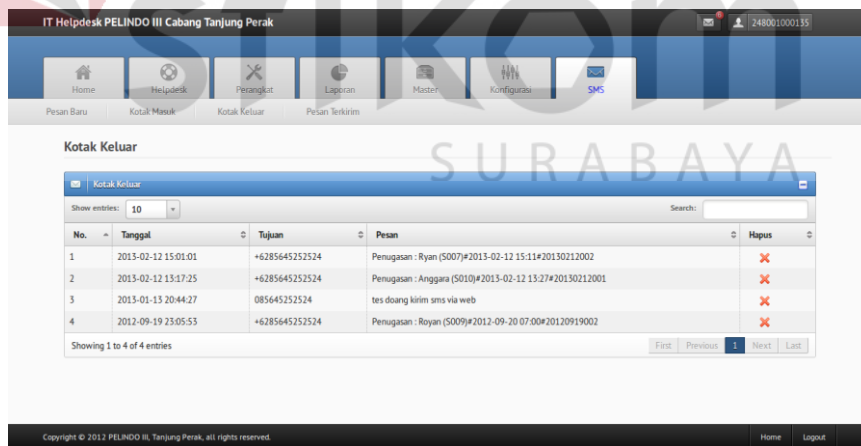 stikom
SURABAYA
IT Helpdesk PELINDO III Cabang Tanjung Perak
248001000135
Home Helpdesk Perangkat Laporan Master Konfigurasi SMS
Pesan Baru Kotak Masuk Kotak Keluar Pesan Terkirim
Kotak Keluar
Kotak Keluar
Show entries: 10 Search:
No. Tanggal Tujuan Pesan Hapus
1 2013-02-12 15:01:01 +6285645252524 Penugasan : Ryan (S007)#2013-02-12 15:11#20130212002
2 2013-02-12 13:17:25 +6285645252524 Penugasan : Anggara (S010)#2013-02-12 13:27#20130212001
3 2013-01-13 20:44:27 085645252524 tes doang kirim sms via web
4 2012-09-19 23:05:53 +6285645252524 Penugasan : Royan (S009)#2012-09-20 07:00#20120919002
Showing 1 to 4 of 4 entries First Previous 1 Next Last
Copyright © 2012 PELINDO III, Tanjung Perak, all rights reserved. Home Logout